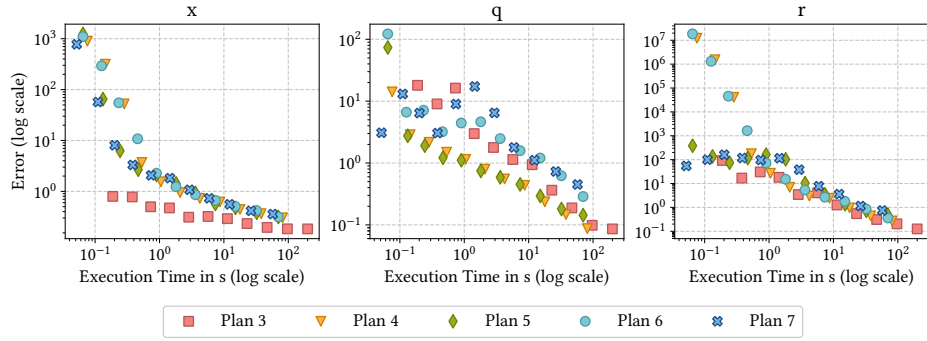 x
q
r
Error (log scale)
10³
10²
10¹
10⁰
10²
10¹
10⁰
10⁻¹
10⁷
10⁶
10⁵
10⁴
10³
10²
10¹
10⁰
10⁻¹
10⁻¹ 10⁰ 10¹ 10²
10⁻¹ 10⁰ 10¹ 10²
10⁻¹ 10⁰ 10¹ 10²
Execution Time in s (log scale)
Execution Time in s (log scale)
Execution Time in s (log scale)
Plan 3 Plan 4 Plan 5 Plan 6 Plan 7